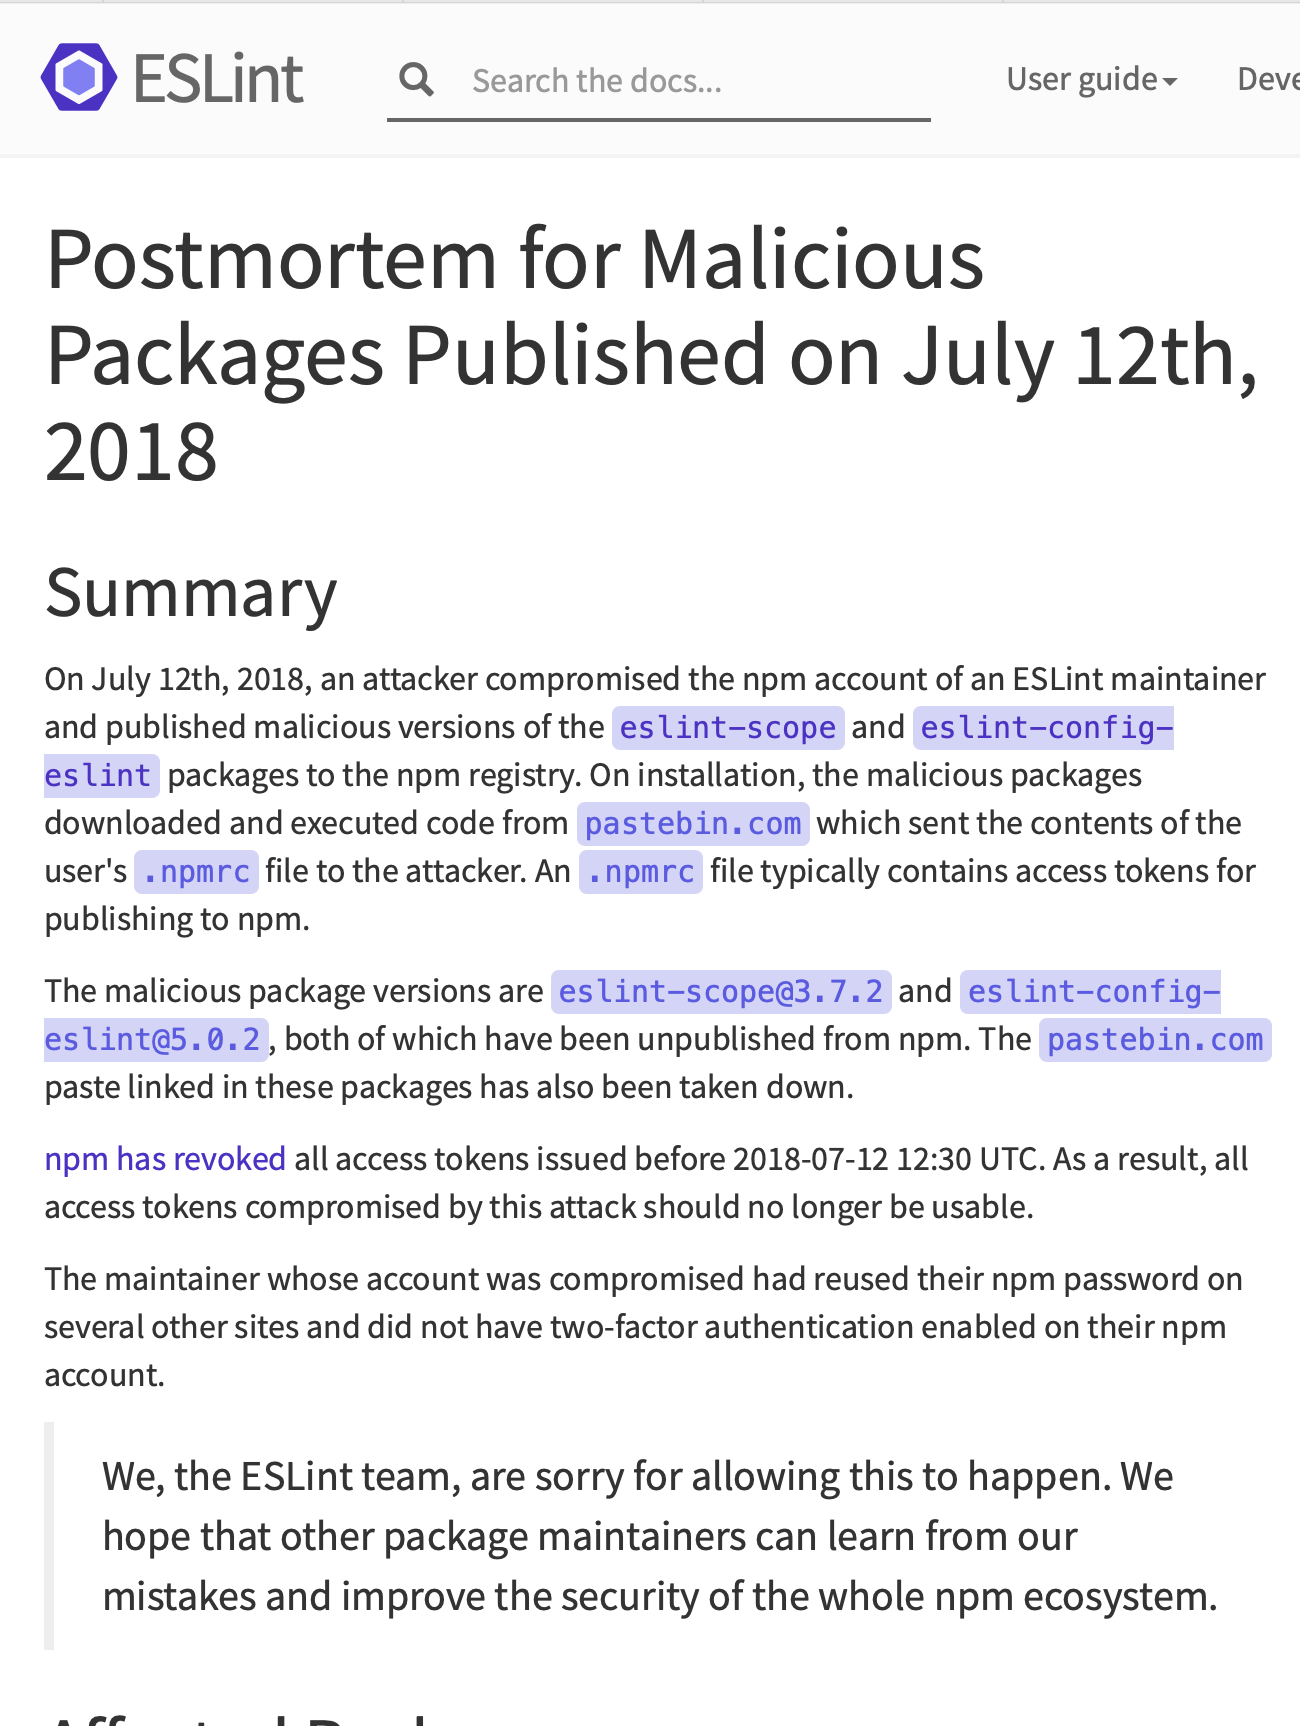 ESLint
Search the docs...
User guide
Deve
Postmortem for Malicious
Packages Published on July 12th,
2018
Summary
On July 12th, 2018, an attacker compromised the npm account of an ESLint maintainer
and published malicious versions of the eslint-scope and eslint-config-
eslint packages to the npm registry. On installation, the malicious packages
downloaded and executed code from pastebin.com which sent the contents of the
user's .npmrc file to the attacker. An .npmrc file typically contains access tokens for
publishing to npm.
The malicious package versions are eslint-scope@3.7.2 and eslint-config-
eslint@5.0.2, both of which have been unpublished from npm. The pastebin.com
paste linked in these packages has also been taken down.
npm has revoked all access tokens issued before 2018-07-12 12:30 UTC. As a result, all
access tokens compromised by this attack should no longer be usable.
The maintainer whose account was compromised had reused their npm password on
several other sites and did not have two-factor authentication enabled on their npm
account.
We, the ESLint team, are sorry for allowing this to happen. We
hope that other package maintainers can learn from our
mistakes and improve the security of the whole npm ecosystem.